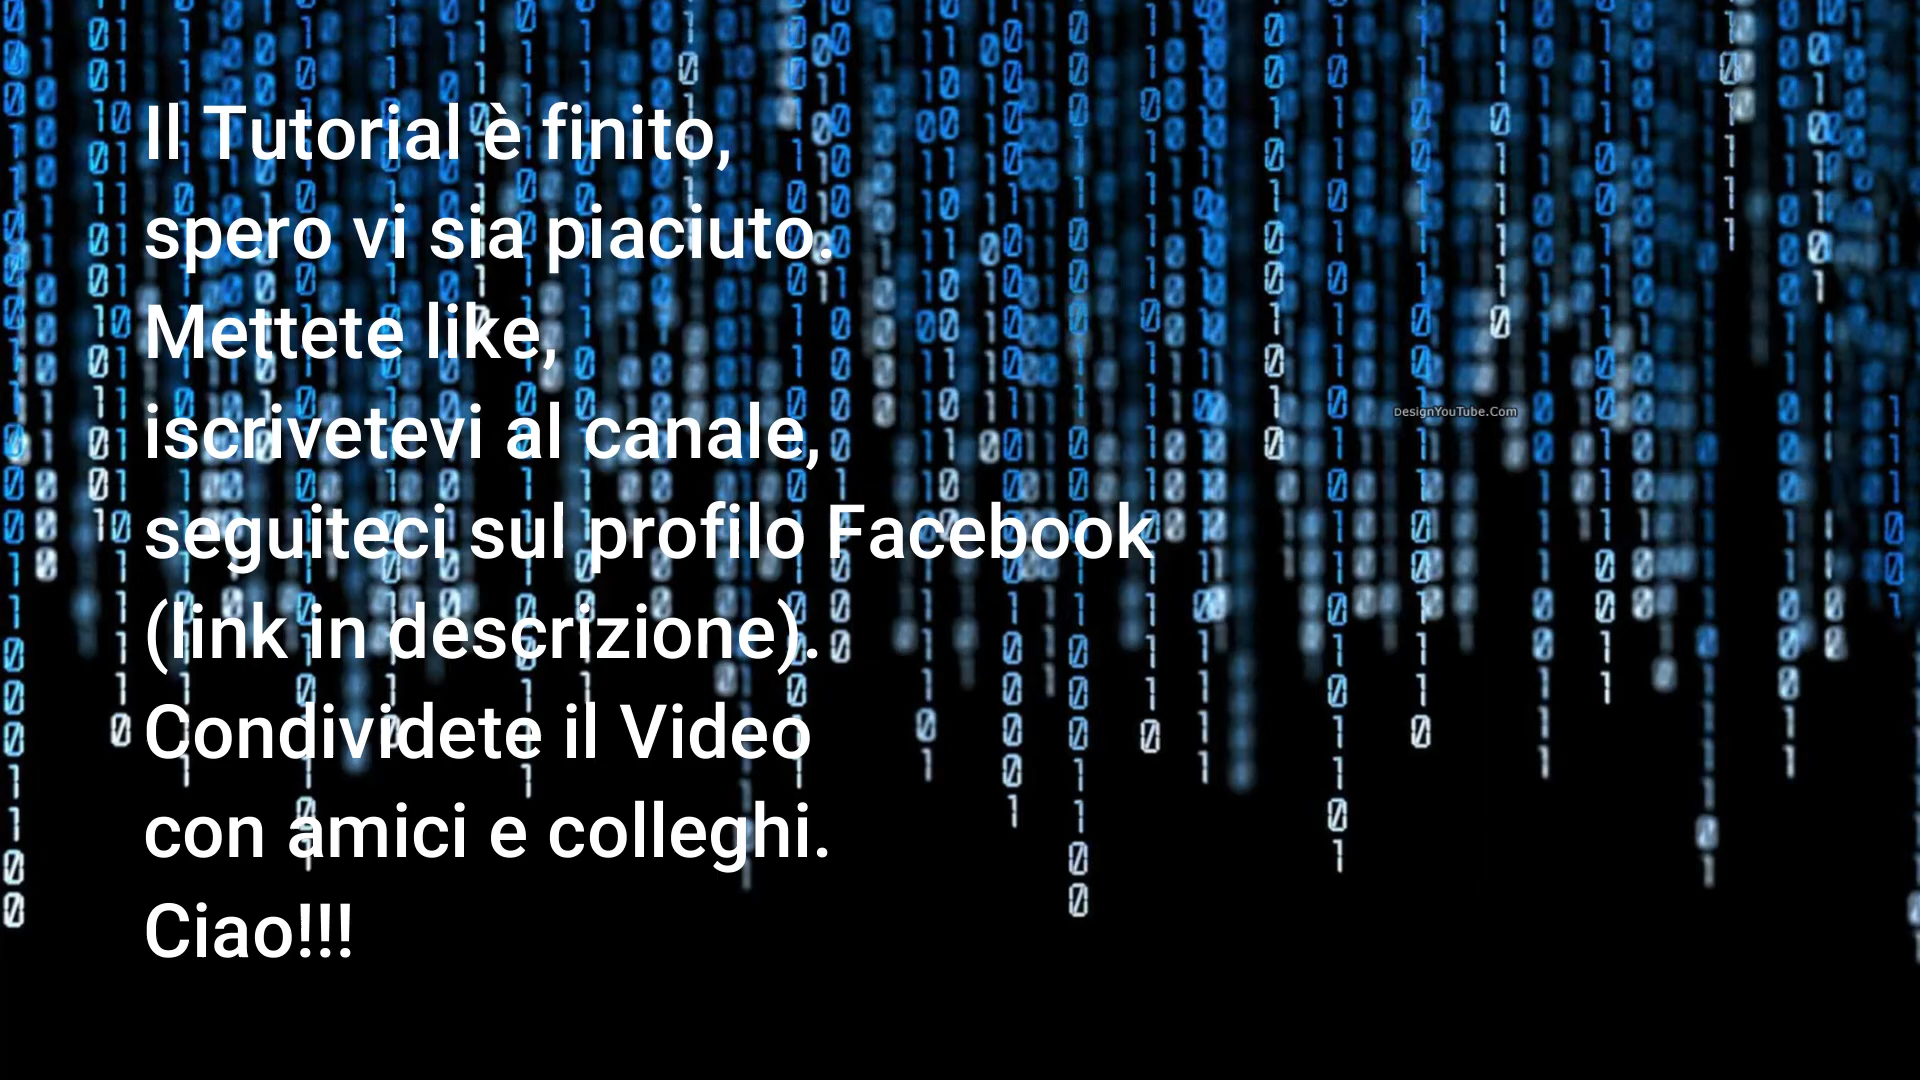 Il Tutorial è finito,
spero vi sia piaciuto.
Mettete like,
iscrivetevi al canale,
seguiteci sul profilo Facebook
(link in descrizione).
Condividete il Video
con amici e colleghi.
Ciao!!!
DesignYouTube.Com